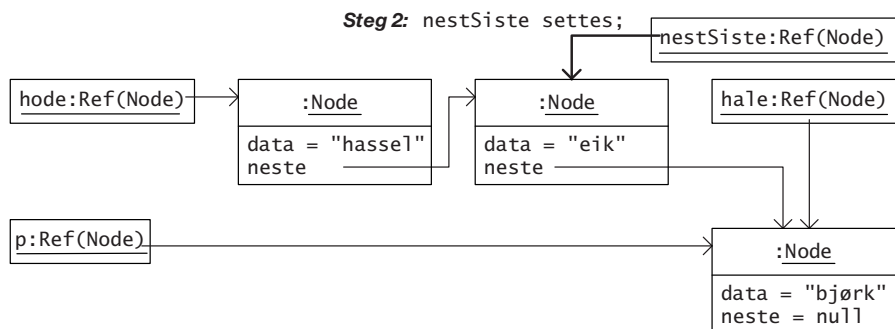 Steg 2: nestSiste settes;
nestSiste:Ref(Node)
hode:Ref(Node)
:Node
:Node
hale:Ref(Node)
data = "hassel"
neste
data = "eik"
neste
p:Ref(Node)
:Node
data = "bjørk"
neste = null